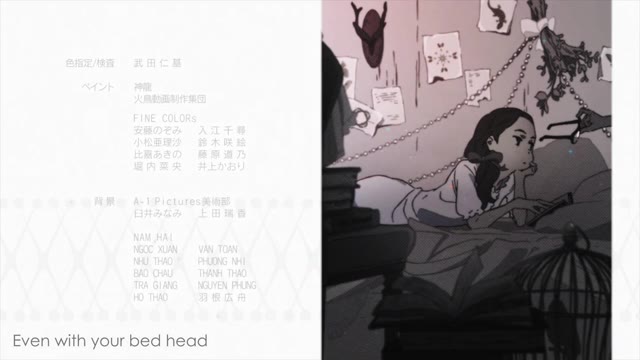 色指定/検査 武田仁基
ペイント 神龍
火鳥動画制作集団
FINE COLORs
安藤のぞみ 入江千尋
小松亜理沙 鈴木咲絵
比嘉あきの 藤原道乃
堀内菜央 井上かおり
背景 A-1 Pictures美術部
臼井みなみ 上田瑞香
NAM HAI
NGOC XUAN VAN TOAN
NHU THAO PHUONG NHI
BAO CHAU THANH THAO
TRA GIANG NGUYEN PHUNG
HO THAO 羽根広舟
Even with your bed head